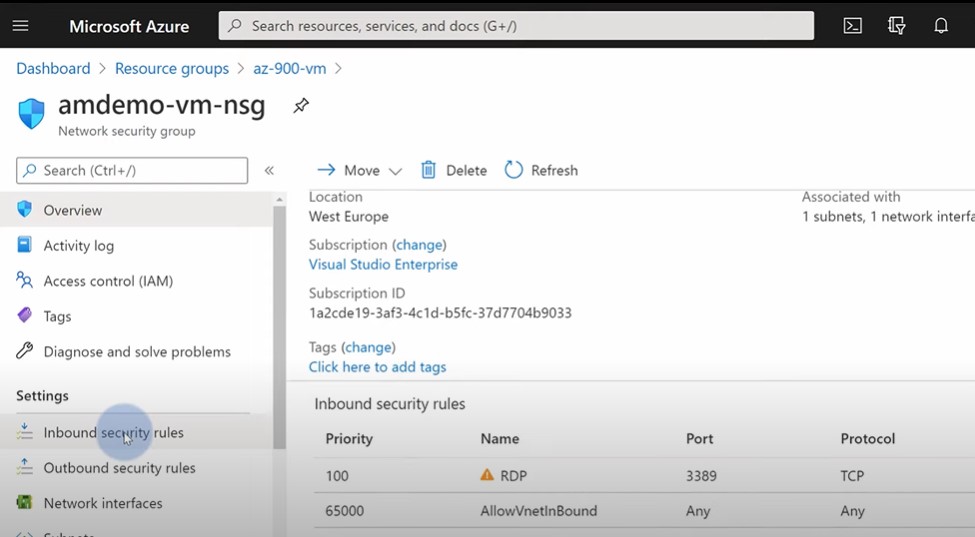 Microsoft Azure
Search resources, services, and docs (G+/)
Dashboard > Resource groups > az-900-vm >
amdemo-vm-nsg
Network security group
Search (Ctrl+/)
«
Overview
Activity log
Access control (IAM)
Tags
Diagnose and solve problems
Settings
Inbound security rules
Outbound security rules
Network interfaces
Move
Delete
Refresh
Location
West Europe
Associated with
1 subnets, 1 network interfa
Subscription (change)
Visual Studio Enterprise
Subscription ID
1a2cde19-3af3-4c1d-b5fc-37d7704b9033
Tags (change)
Click here to add tags
Inbound security rules
Priority Name Port Protocol
100 RDP 3389 TCP
65000 AllowVnetInBound Any Any